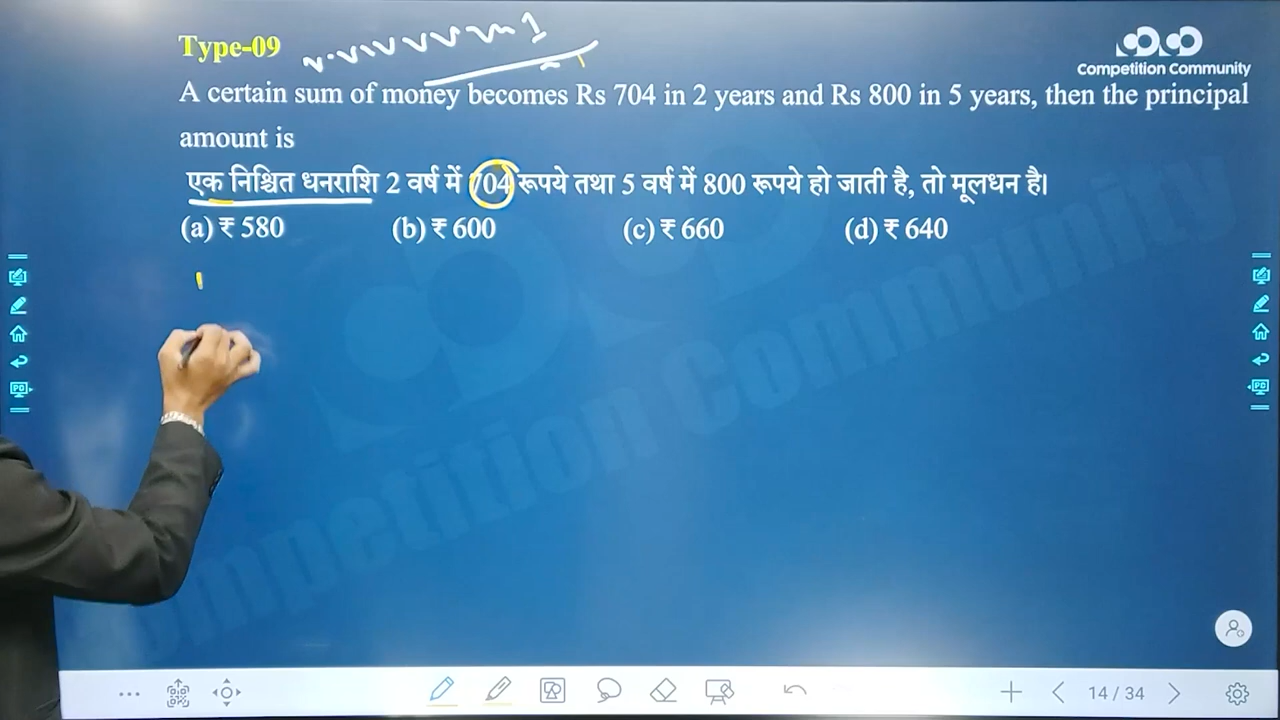 Type-09
Competition Community
A certain sum of money becomes Rs 704 in 2 years and Rs 800 in 5 years, then the principal
amount is
एक निश्चित धनराशि 2 वर्ष में 704 रूपये तथा 5 वर्ष में 800 रूपये हो जाती है, तो मूलधन है।
(a) ₹ 580 (b) ₹ 600 (c) ₹ 660 (d) ₹ 640
Competition Community
14 / 34